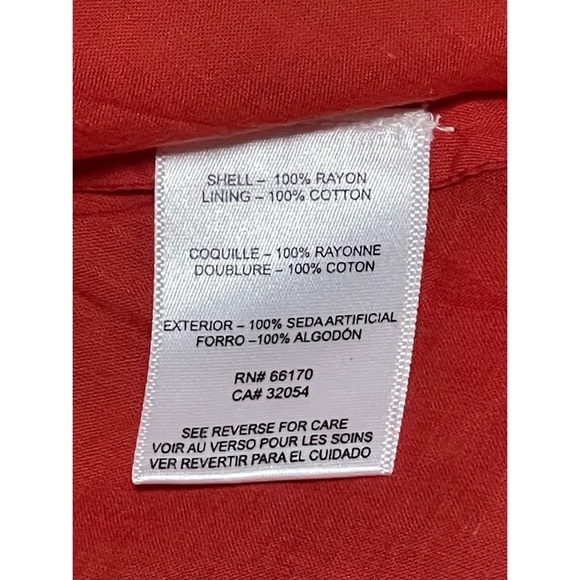 SHELL – 100% RAYON
LINING – 100% COTTON
COQUILLE – 100% RAYONNE
DOUBLURE – 100% COTON
EXTERIOR – 100% SEDA ARTIFICIAL
FORRO –100% ALGODÓN
RN# 66170
CA# 32054
SEE REVERSE FOR CARE
VOIR AU VERSO POUR LES SOINS
VER REVERTIR PARA EL CUIDADO